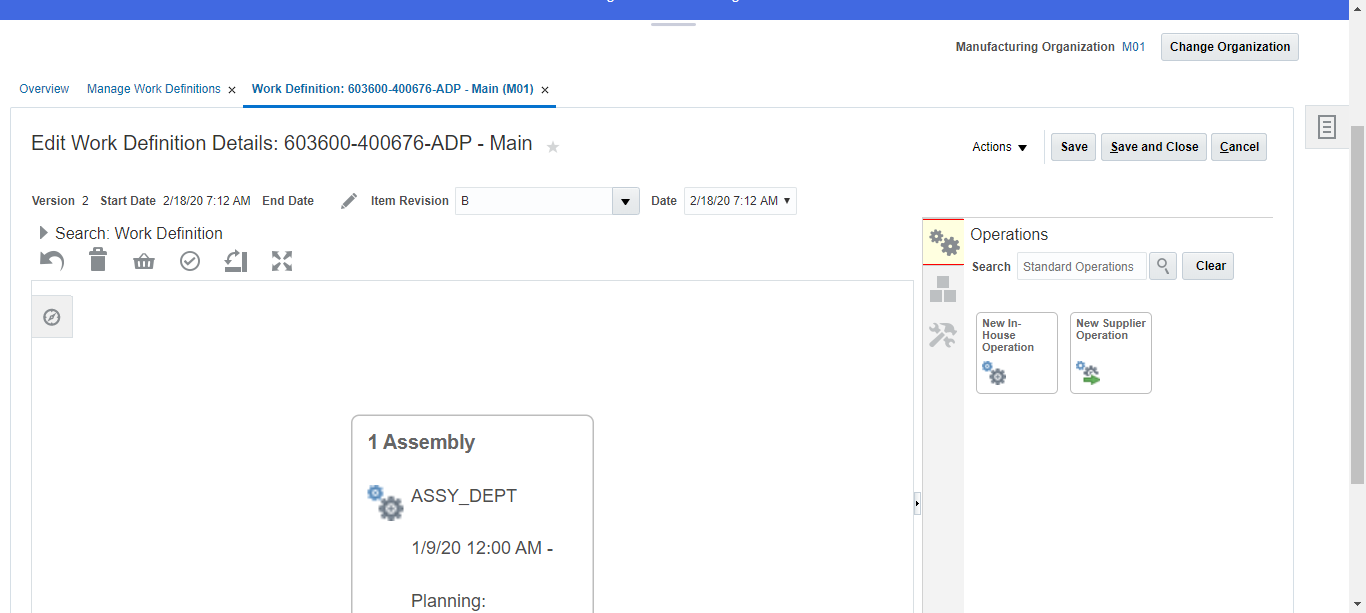 Manufacturing Organization M01 Change Organization
Overview Manage Work Definitions × Work Definition: 603600-400676-ADP - Main (M01) ×
Edit Work Definition Details: 603600-400676-ADP - Main
Actions Save Save and Close Cancel
Version 2 Start Date 2/18/20 7:12 AM End Date Item Revision B Date 2/18/20 7:12 AM
Search: Work Definition
Operations
Search Standard Operations Clear
New In-
House
Operation
New Supplier
Operation
1 Assembly
ASSY_DEPT
1/9/20 12:00 AM -
Planning: